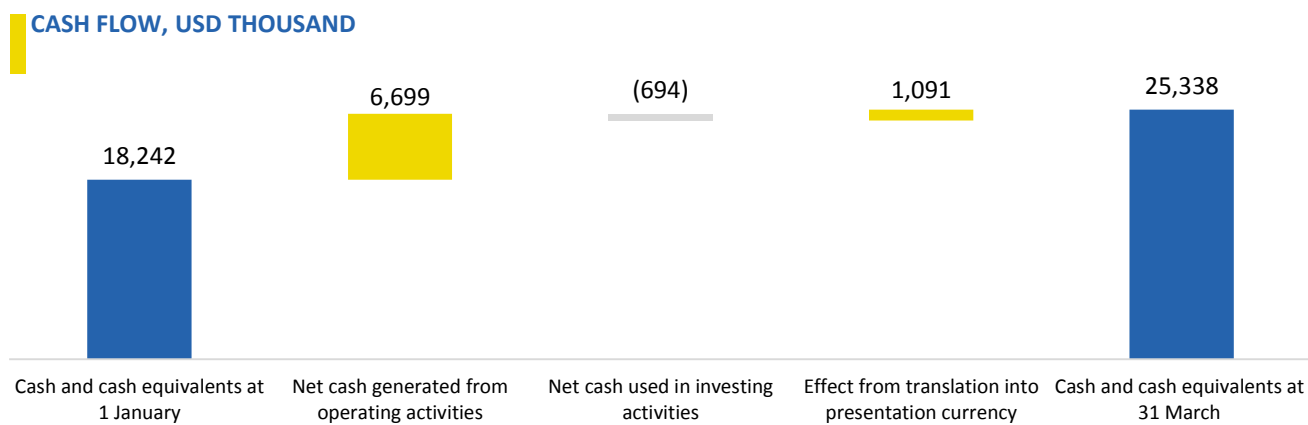 CASH FLOW, USD THOUSAND
18,242
6,699
(694)
1,091
25,338
Cash and cash equivalents at
1 January
Net cash generated from
operating activities
Net cash used in investing
activities
Effect from translation into
presentation currency
Cash and cash equivalents at
31 March